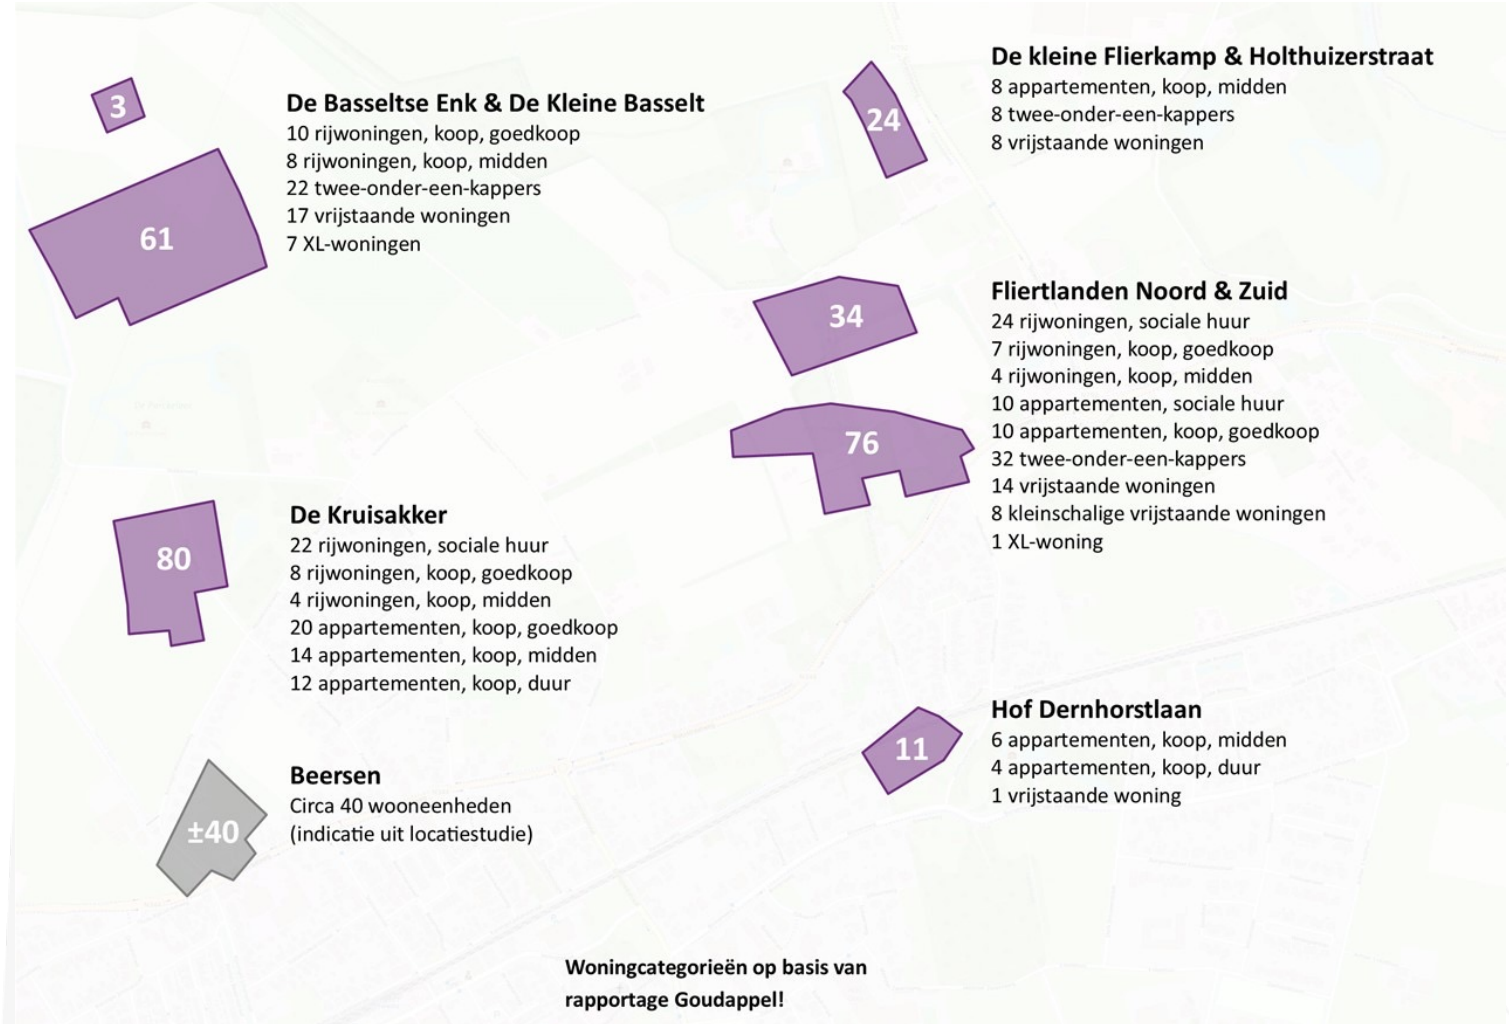 3
61
De Basseltse Enk & De Kleine Basselt
10 rijwoningen, koop, goedkoop
8 rijwoningen, koop, midden
22 twee-onder-een-kappers
17 vrijstaande woningen
7 XL-woningen
24
De kleine Flierkamp & Holthuizerstraat
8 appartementen, koop, midden
8 twee-onder-een-kappers
8 vrijstaande woningen
34
76
Fliertlanden Noord & Zuid
24 rijwoningen, sociale huur
7 rijwoningen, koop, goedkoop
4 rijwoningen, koop, midden
10 appartementen, sociale huur
10 appartementen, koop, goedkoop
32 twee-onder-een-kappers
14 vrijstaande woningen
8 kleinschalige vrijstaande woningen
1 XL-woning
80
De Kruisakker
22 rijwoningen, sociale huur
8 rijwoningen, koop, goedkoop
4 rijwoningen, koop, midden
20 appartementen, koop, goedkoop
14 appartementen, koop, midden
12 appartementen, koop, duur
11
Hof Dernhorstlaan
6 appartementen, koop, midden
4 appartementen, koop, duur
1 vrijstaande woning
±40
Beersen
Circa 40 wooneenheden
(indicatie uit locatiestudie)
Woningcategorieën op basis van
rapportage Goudappel!